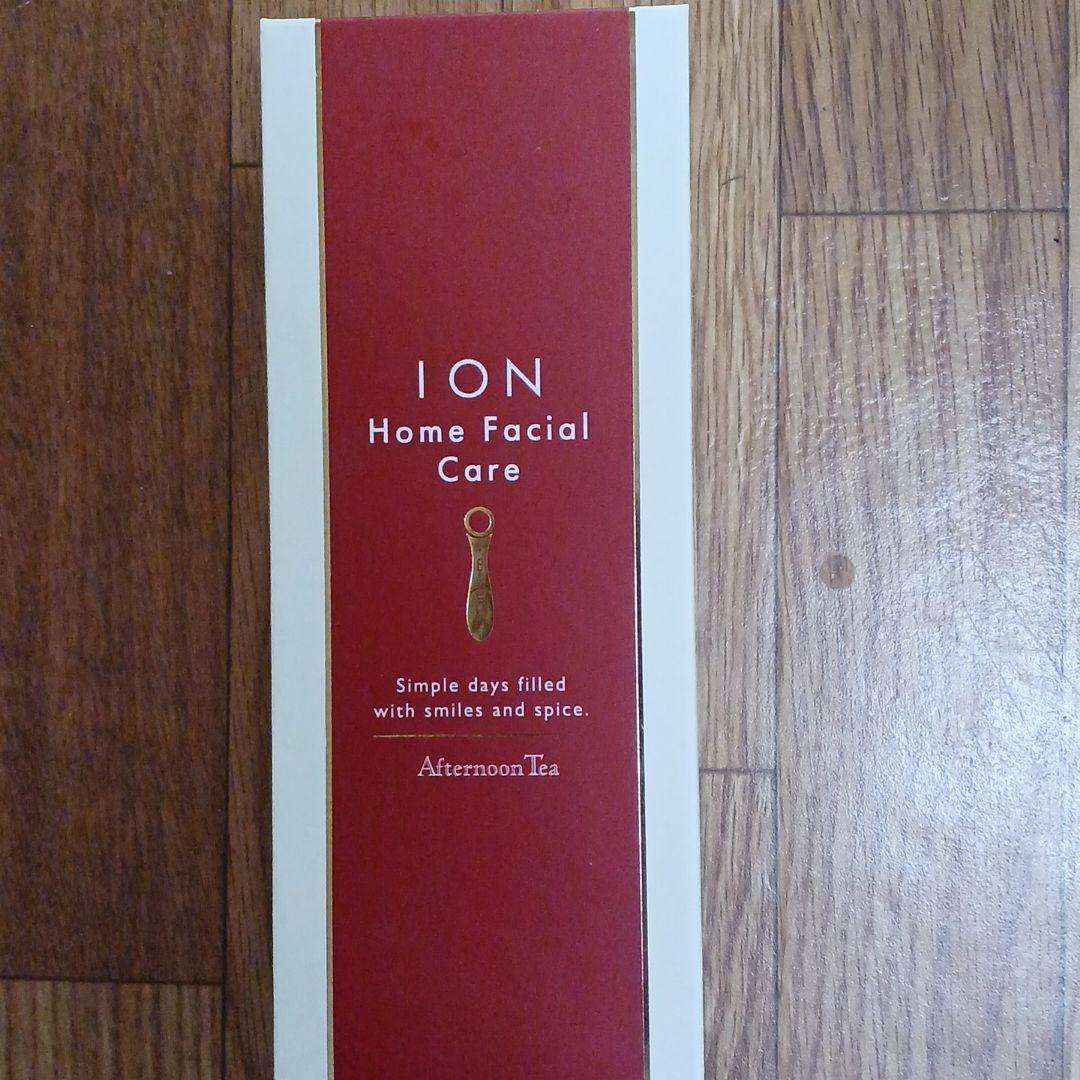 ION
Home Facial
Care
Simple days filled
with smiles and spice.
Afternoon Tea